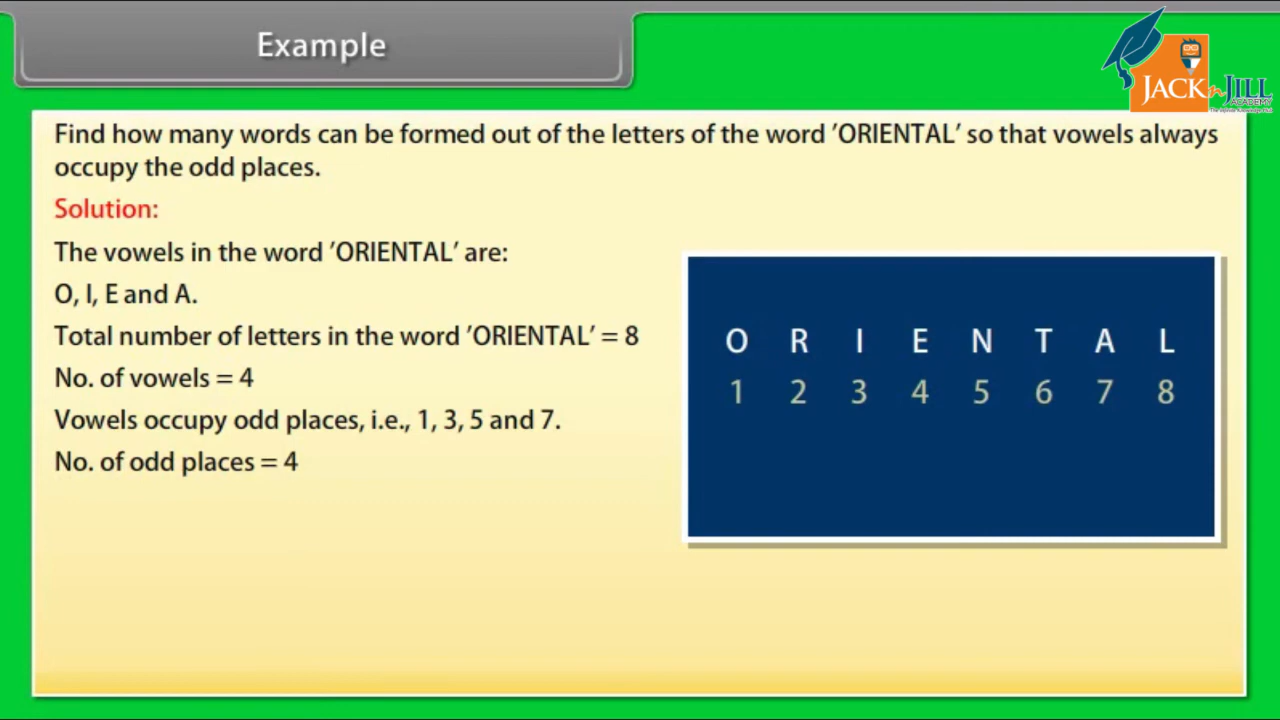 Example
JACK n JILL
ACADEMY
Find how many words can be formed out of the letters of the word ′ORIENTAL′ so that vowels always
occupy the odd places.
Solution:
The vowels in the word ′ORIENTAL′ are:
O, I, E and A.
Total number of letters in the word ′ORIENTAL′ = 8
No. of vowels = 4
Vowels occupy odd places, i.e., 1, 3, 5 and 7.
No. of odd places = 4
O R I E N T A L
1 2 3 4 5 6 7 8